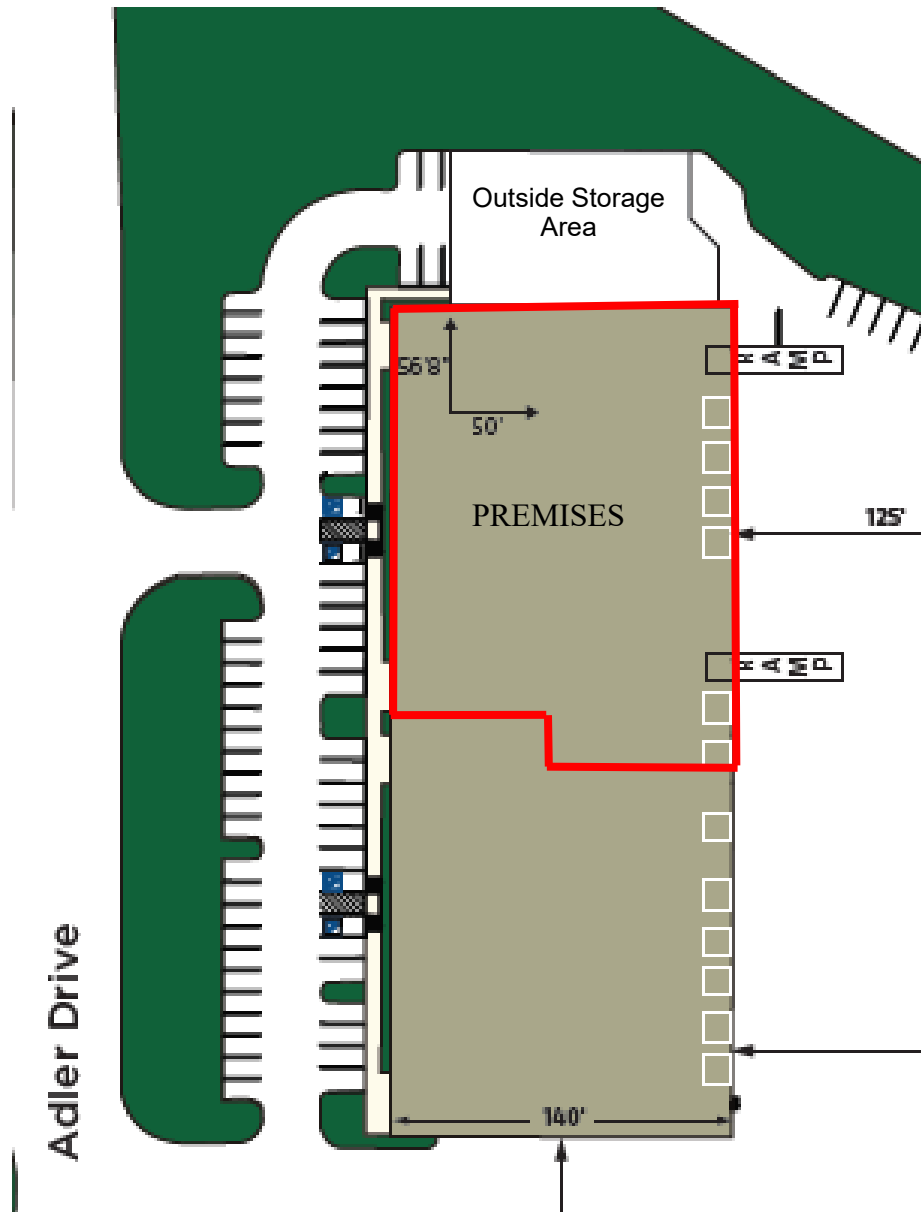 Outside Storage
Area
RAMP
56'8"
50'
PREMISES
125'
RAMP
Adler Drive
140'